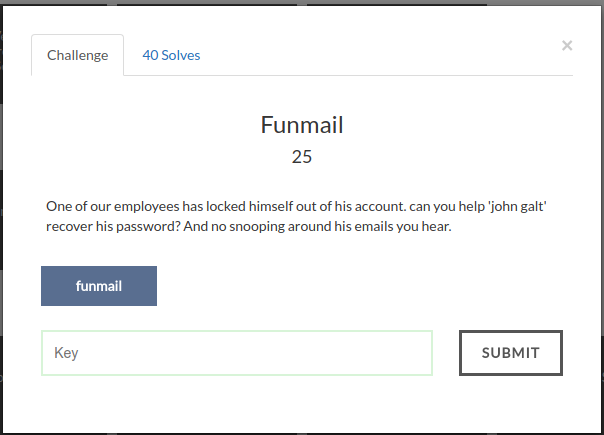 Challenge
40 Solves
×
Funmail
25
One of our employees has locked himself out of his account. can you help 'john galt'
recover his password? And no snooping around his emails you hear.
funmail
Key
SUBMIT